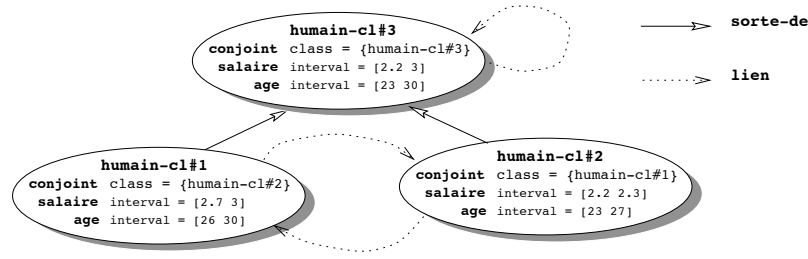 humain-cl#3
conjoint class = {humain-cl#3}
salaire interval = [2.2 3]
age interval = [23 30]
sorte-de
lien
humain-cl#1
conjoint class = {humain-cl#2}
salaire interval = [2.7 3]
age interval = [26 30]
humain-cl#2
conjoint class = {humain-cl#1}
salaire interval = [2.2 2.3]
age interval = [23 27]